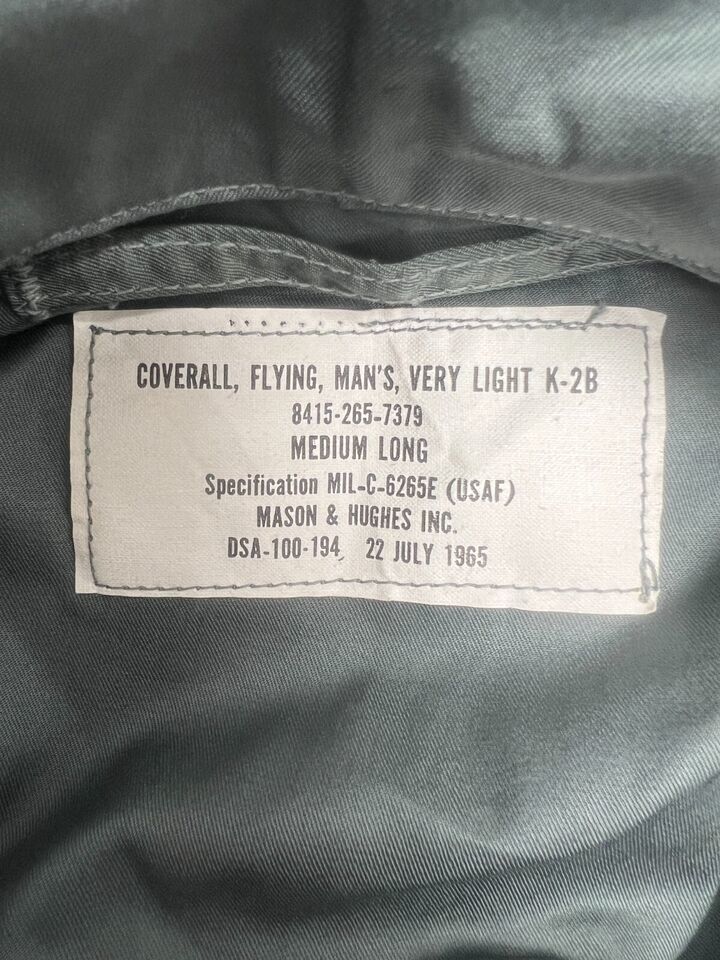 COVERALL, FLYING, MAN'S, VERY LIGHT K-2B
8415-265-7379
MEDIUM LONG
Specification MIL-C-6265E (USAF)
MASON & HUGHES INC.
DSA-100-194 22 JULY 1965